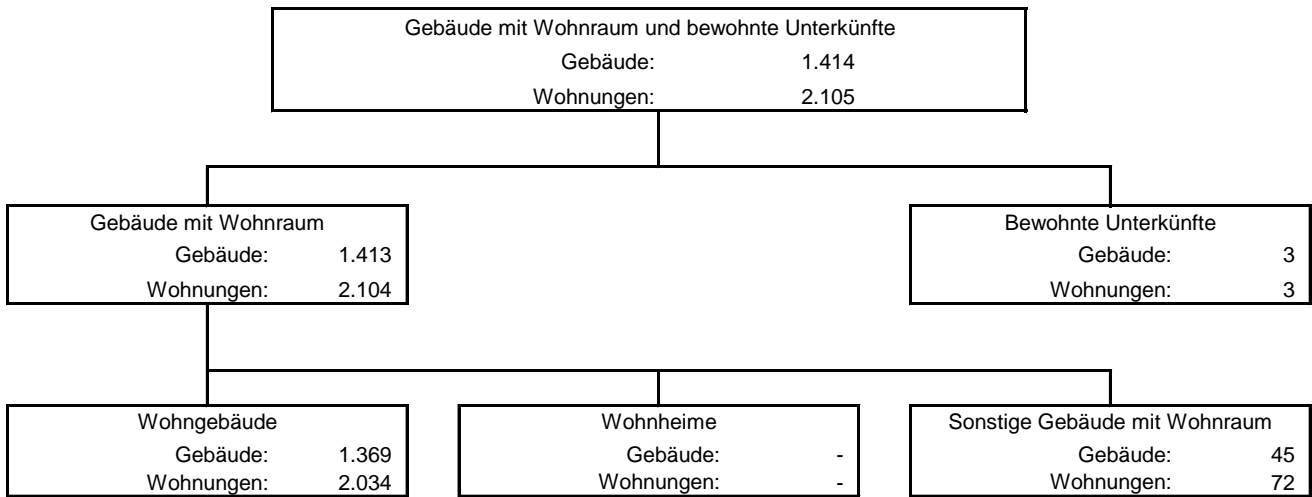 Gebäude mit Wohnraum und bewohnte Unterkünfte
Gebäude: 1.414
Wohnungen: 2.105
Gebäude mit Wohnraum
Gebäude: 1.413
Wohnungen: 2.104
Bewohnte Unterkünfte
Gebäude: 3
Wohnungen: 3
Wohngebäude
Gebäude: 1.369
Wohnungen: 2.034
Wohnheime
Gebäude: -
Wohnungen: -
Sonstige Gebäude mit Wohnraum
Gebäude: 45
Wohnungen: 72